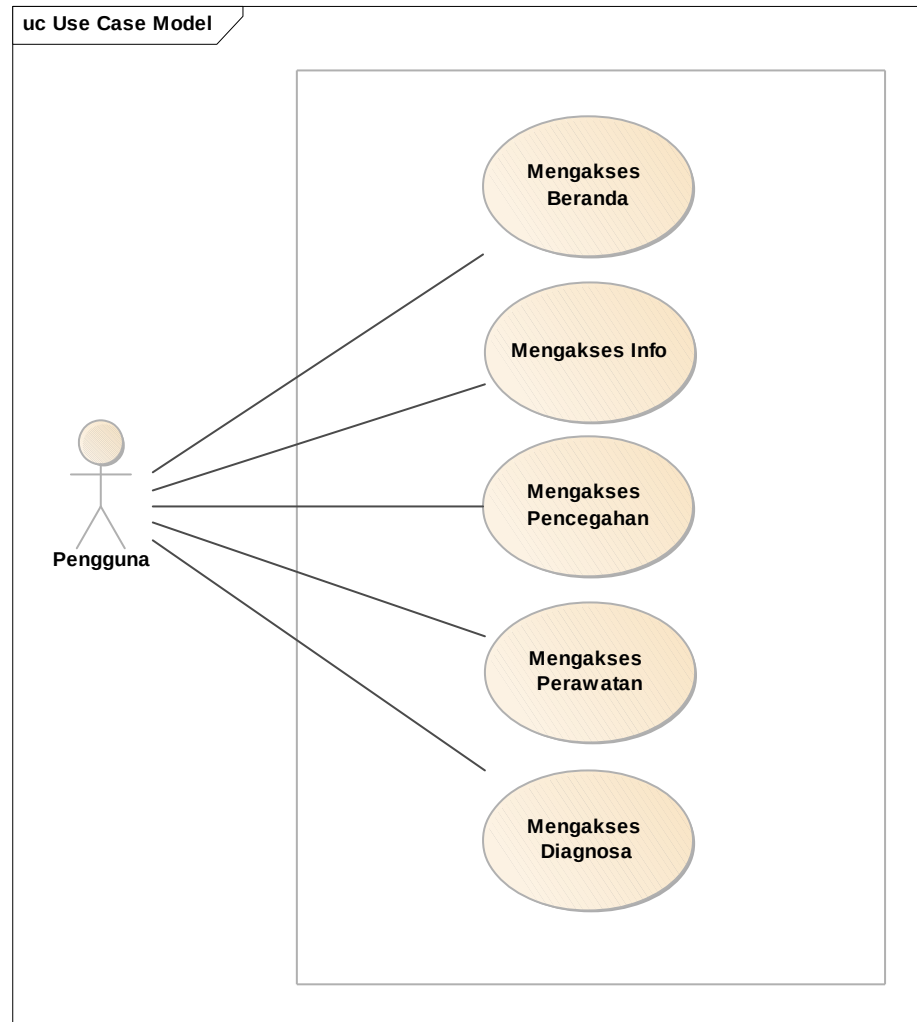 uc Use Case Model
Mengakses
Beranda
Mengakses Info
Mengakses
Pencegahan
Pengguna
Mengakses
Perawatan
Mengakses
Diagnosa